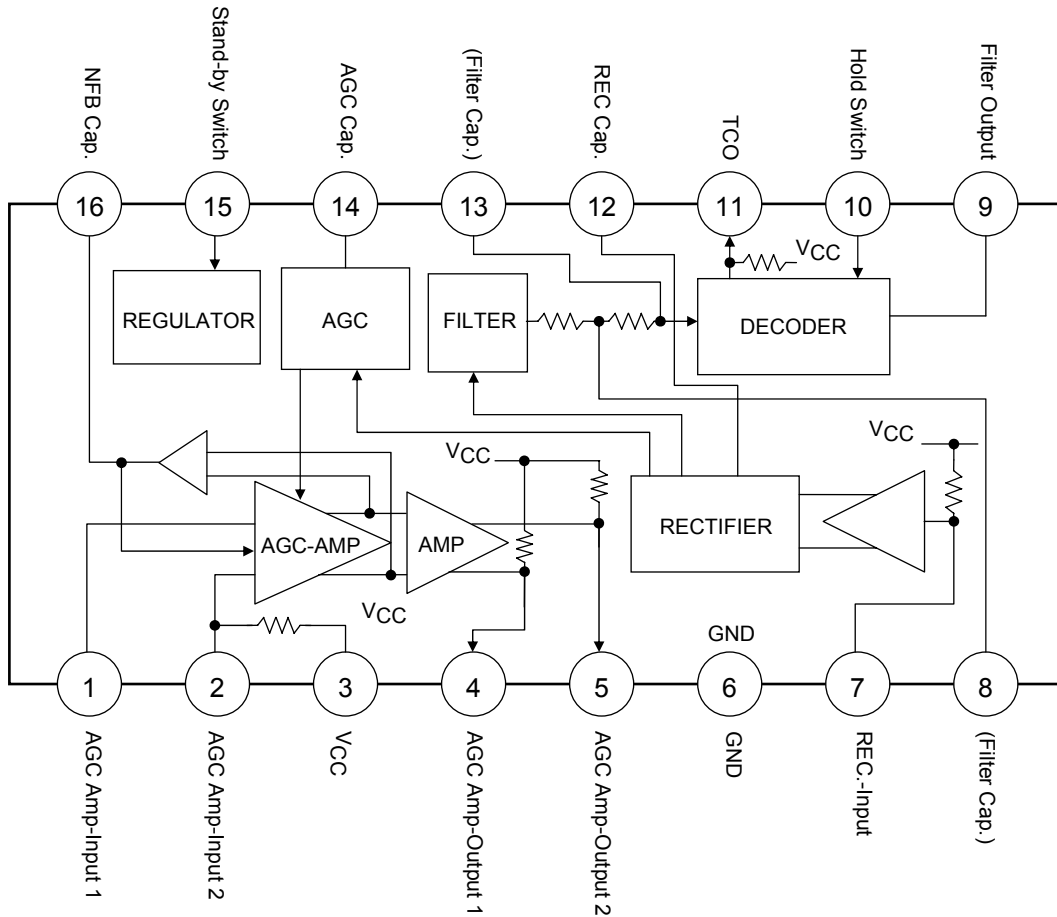 NFB Cap.
Stand-by Switch
AGC Cap.
(Filter Cap.)
REC Cap.
TCO
Hold Switch
Filter Output
16
15
14
13
12
11
10
9
VCC
REGULATOR
AGC
FILTER
DECODER
VCC
VCC
AGC-AMP
AMP
RECTIFIER
VCC
GND
1
2
3
4
5
6
7
8
AGC Amp-Input 1
AGC Amp-Input 2
VCC
AGC Amp-Output 1
AGC Amp-Output 2
GND
REC.-Input
(Filter Cap.)